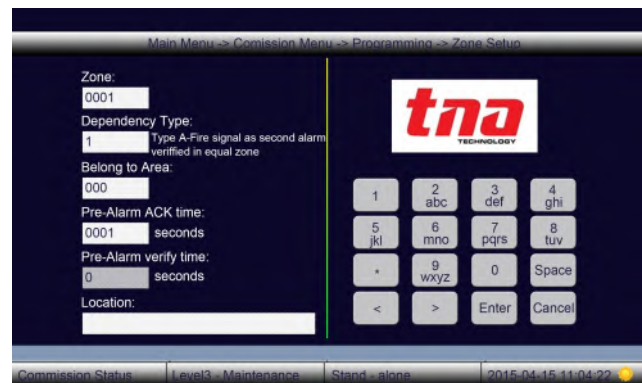 Main Menu -> Comission Menu -> Programming -> Zone Setup
Zone:
0001
Dependency Type:
1
Type A-Fire signal as second alarm
veriffied in equal zone
Belong to Area:
000
Pre-Alarm ACK time:
0001 seconds
Pre-Alarm verify time:
0 seconds
Location:
tna
TECHNOLOGY
1
2
abc
3
def
4
ghi
5
jkl
6
mno
7
pqrs
8
tuv
*
9
wxyz
0
Space
<
>
Enter
Cancel
Commission Status
Level3 - Maintenance
Stand - alone
2015-04-15 11:04:22